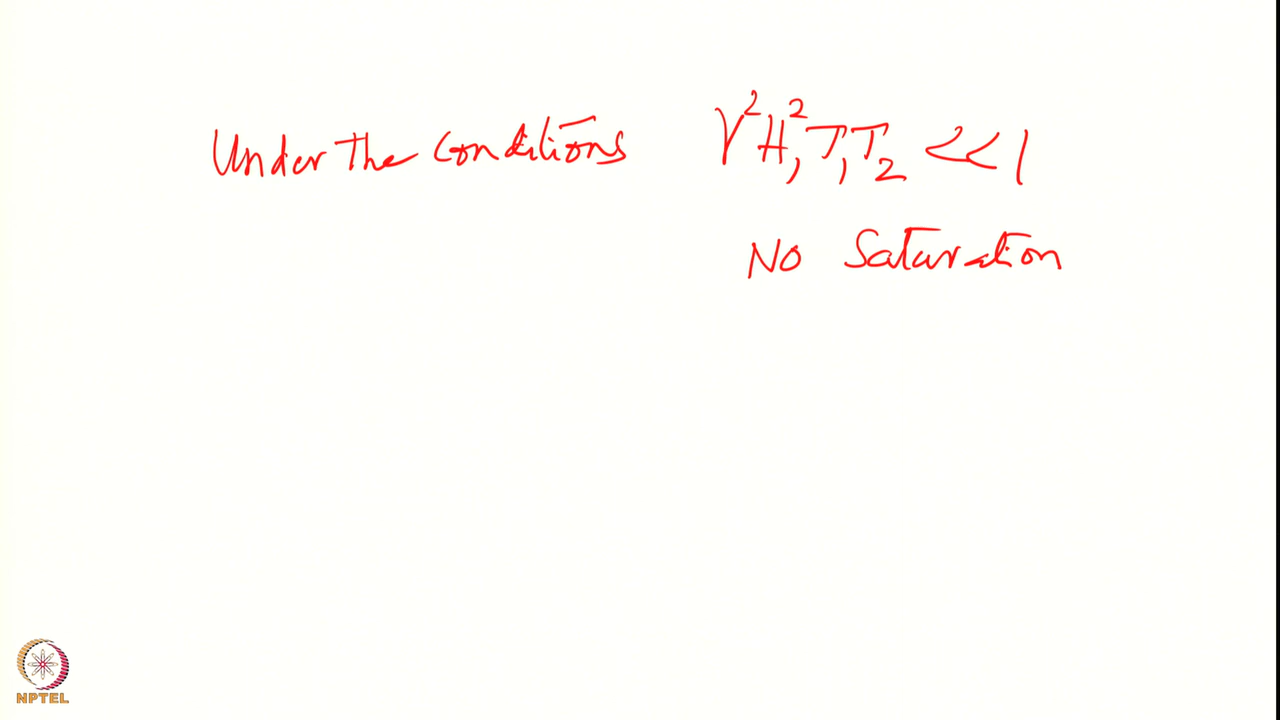 Under the conditions γ²H₁²T₁T₂ << 1
No Saturation
NPTEL